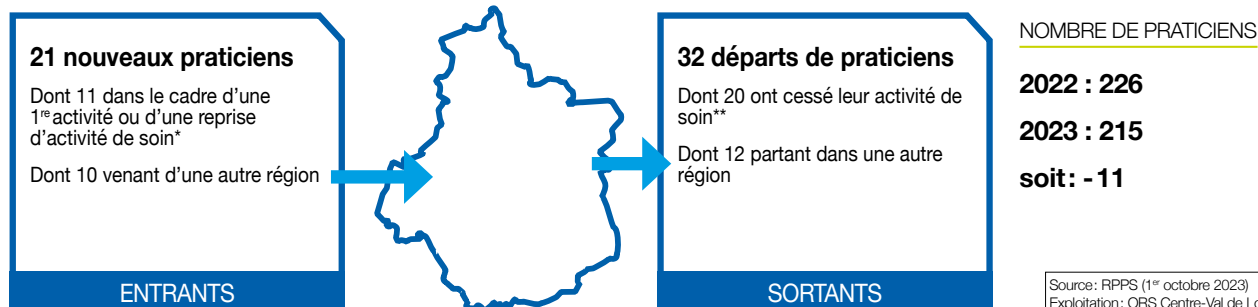 21 nouveaux praticiens
Dont 11 dans le cadre d'une
1re activité ou d'une reprise
d'activité de soin*
Dont 10 venant d'une autre région
ENTRANTS
32 départs de praticiens
Dont 20 ont cessé leur activité de
soin**
Dont 12 partant dans une autre
région
SORTANTS
NOMBRE DE PRATICIENS
2022 : 226
2023 : 215
soit : - 11
Source : RPPS (1er octobre 2023)
Exploitation : ORS Centre-Val de